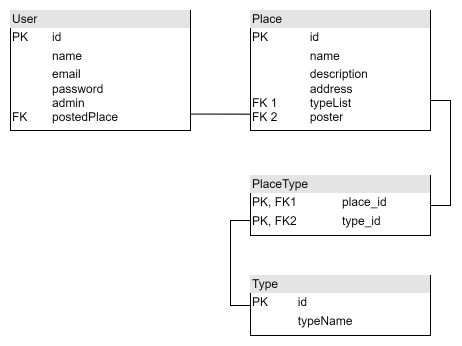 User
PK id
name
email
password
admin
FK postedPlace
Place
PK id
name
description
address
FK 1 typeList
FK 2 poster
PlaceType
PK, FK1 place_id
PK, FK2 type_id
Type
PK id
typeName